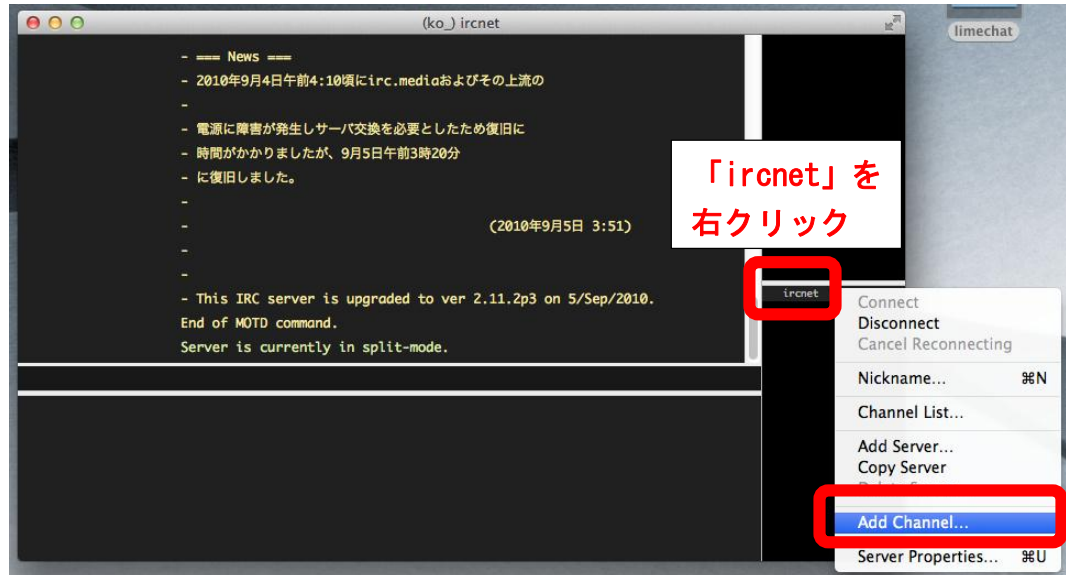 (ko_) ircnet
limechat
- === News ===
- 2010年9月4日午前4:10頃にirc.mediaおよびその上流の
-
- 電源に障害が発生しサーバ交換を必要としたため復旧に
- 時間がかかりましたが、9月5日午前3時20分
- に復旧しました。
-
- (2010年9月5日 3:51)
-
-
- This IRC server is upgraded to ver 2.11.2p3 on 5/Sep/2010.
End of MOTD command.
Server is currently in split-mode.
「ircnet」を
右クリック
ircnet
Connect
Disconnect
Cancel Reconnecting
Nickname... ⌘N
Channel List...
Add Server...
Copy Server
Add Channel...
Server Properties... ⌘U